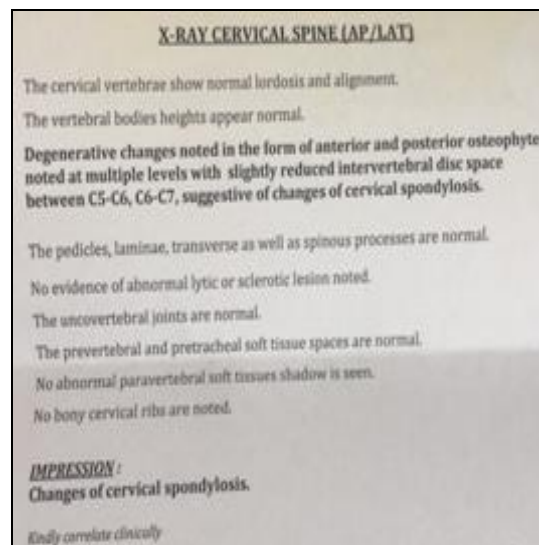 X-RAY CERVICAL SPINE (AP/LAT)
The cervical vertebrae show normal lordosis and alignment.
The vertebral bodies heights appear normal.
Degenerative changes noted in the form of anterior and posterior osteophyte
noted at multiple levels with slightly reduced intervertebral disc space
between C5-C6, C6-C7, suggestive of changes of cervical spondylosis.
The pedicles, laminae, transverse as well as spinous processes are normal.
No evidence of abnormal lytic or sclerotic lesion noted.
The uncovertebral joints are normal.
The prevertebral and pretracheal soft tissue spaces are normal.
No abnormal paravertebral soft tissues shadow is seen.
No bony cervical ribs are noted.
IMPRESSION :
Changes of cervical spondylosis.
Kindly correlate clinically